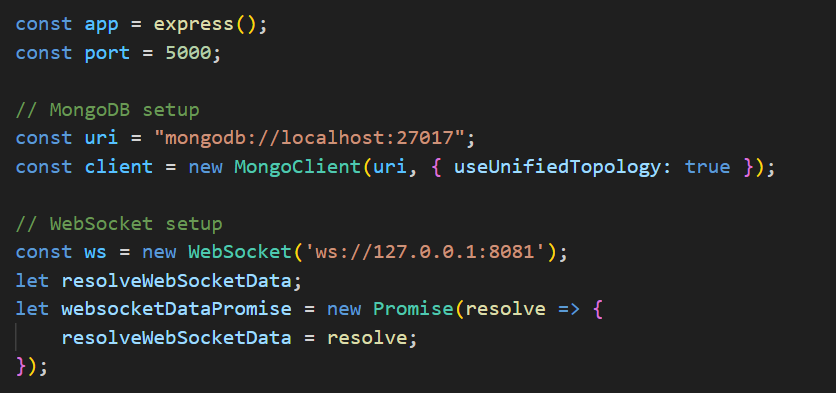 const app = express();
const port = 5000;
// MongoDB setup
const uri = "mongodb://localhost:27017";
const client = new MongoClient(uri, { useUnifiedTopology: true });
// WebSocket setup
const ws = new WebSocket('ws://127.0.0.1:8081');
let resolveWebSocketData;
let websocketDataPromise = new Promise(resolve => {
    resolveWebSocketData = resolve;
});